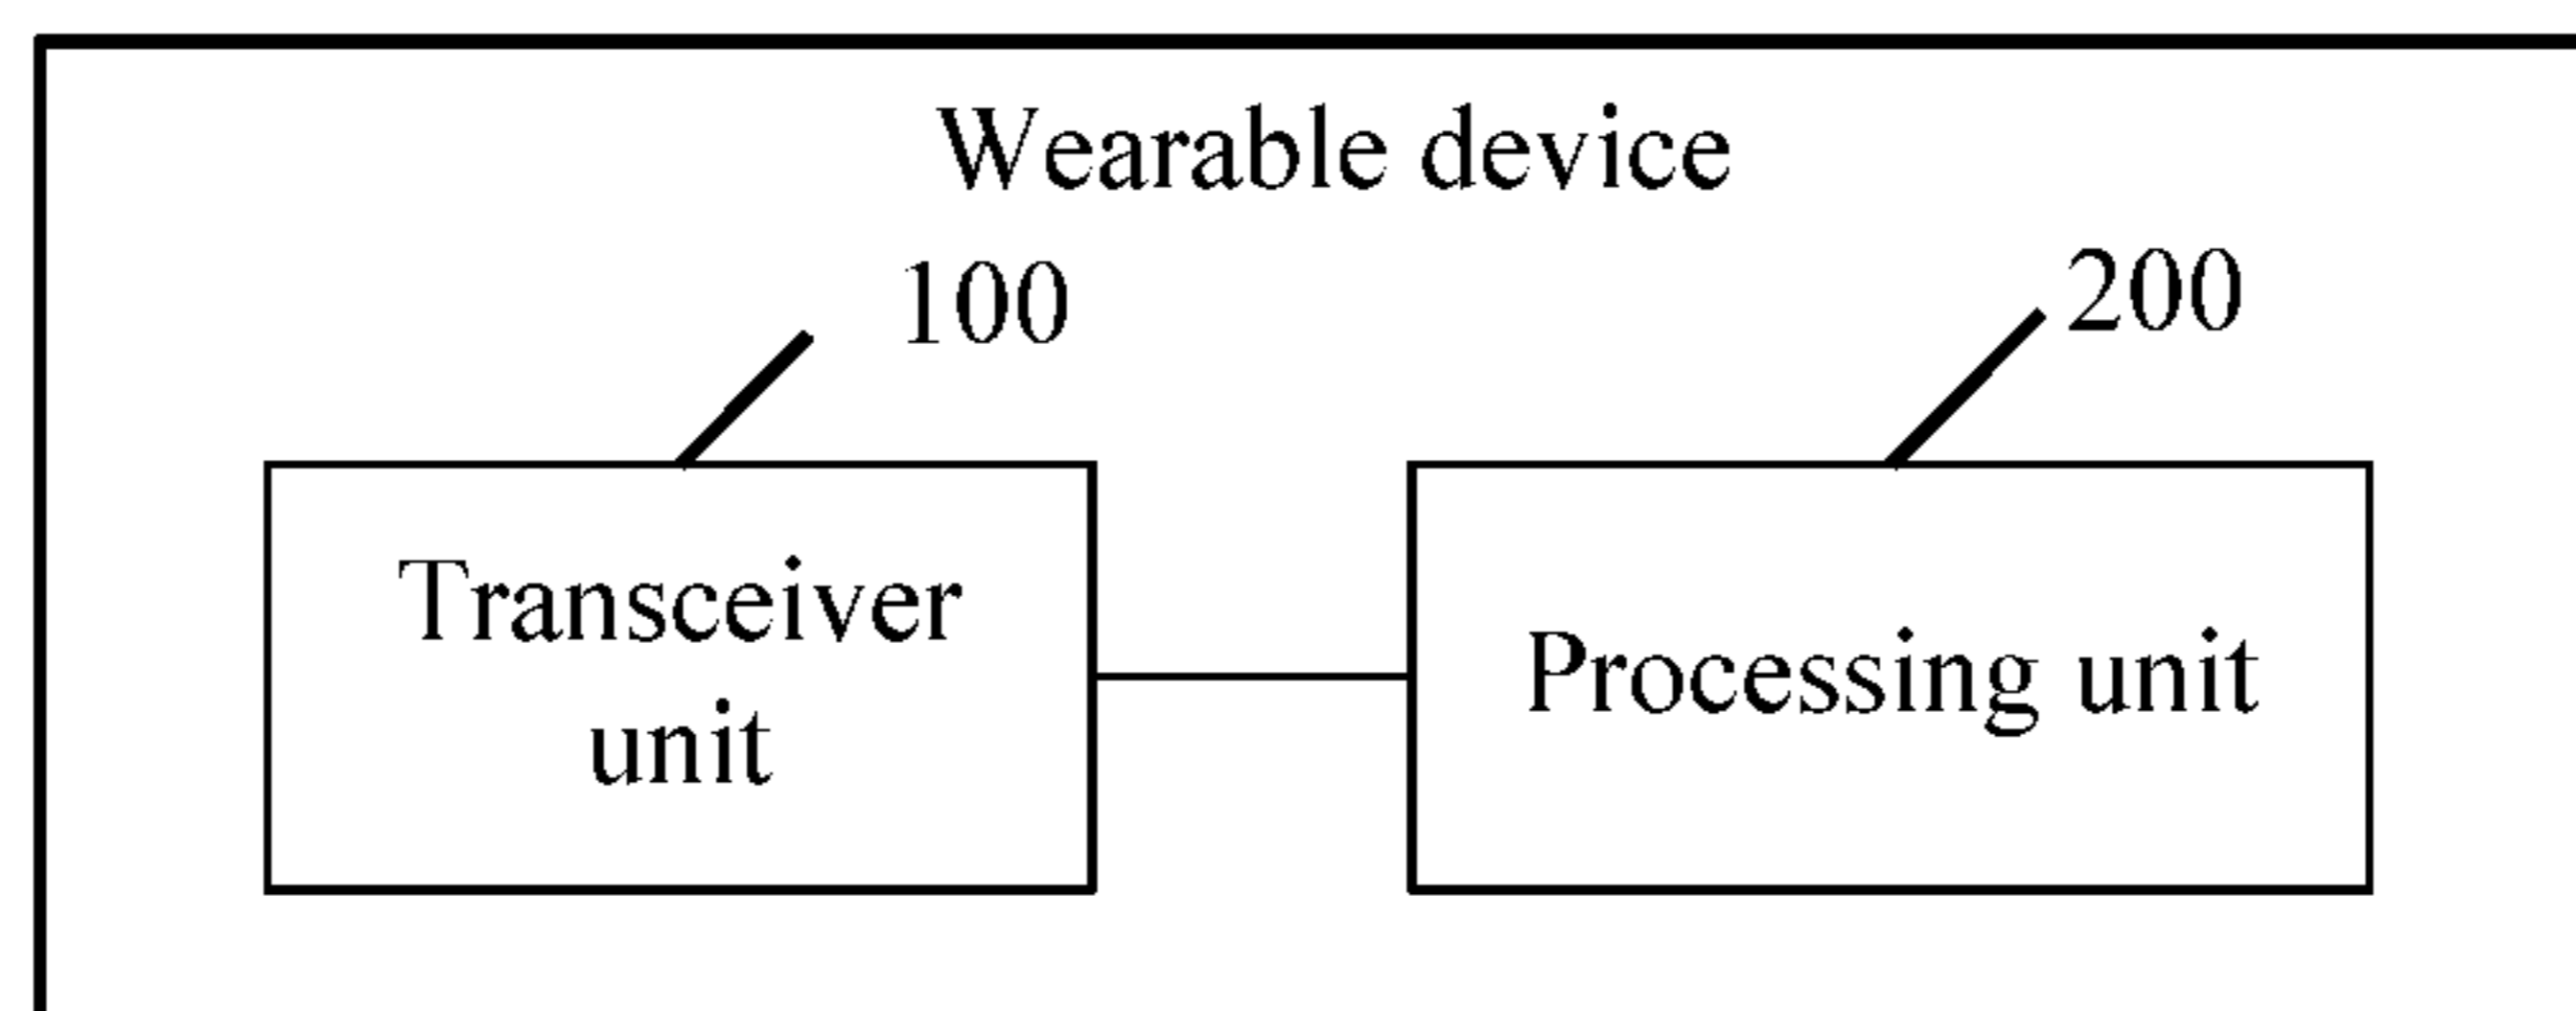 Wearable device
100
200
Transceiver
unit
Processing unit